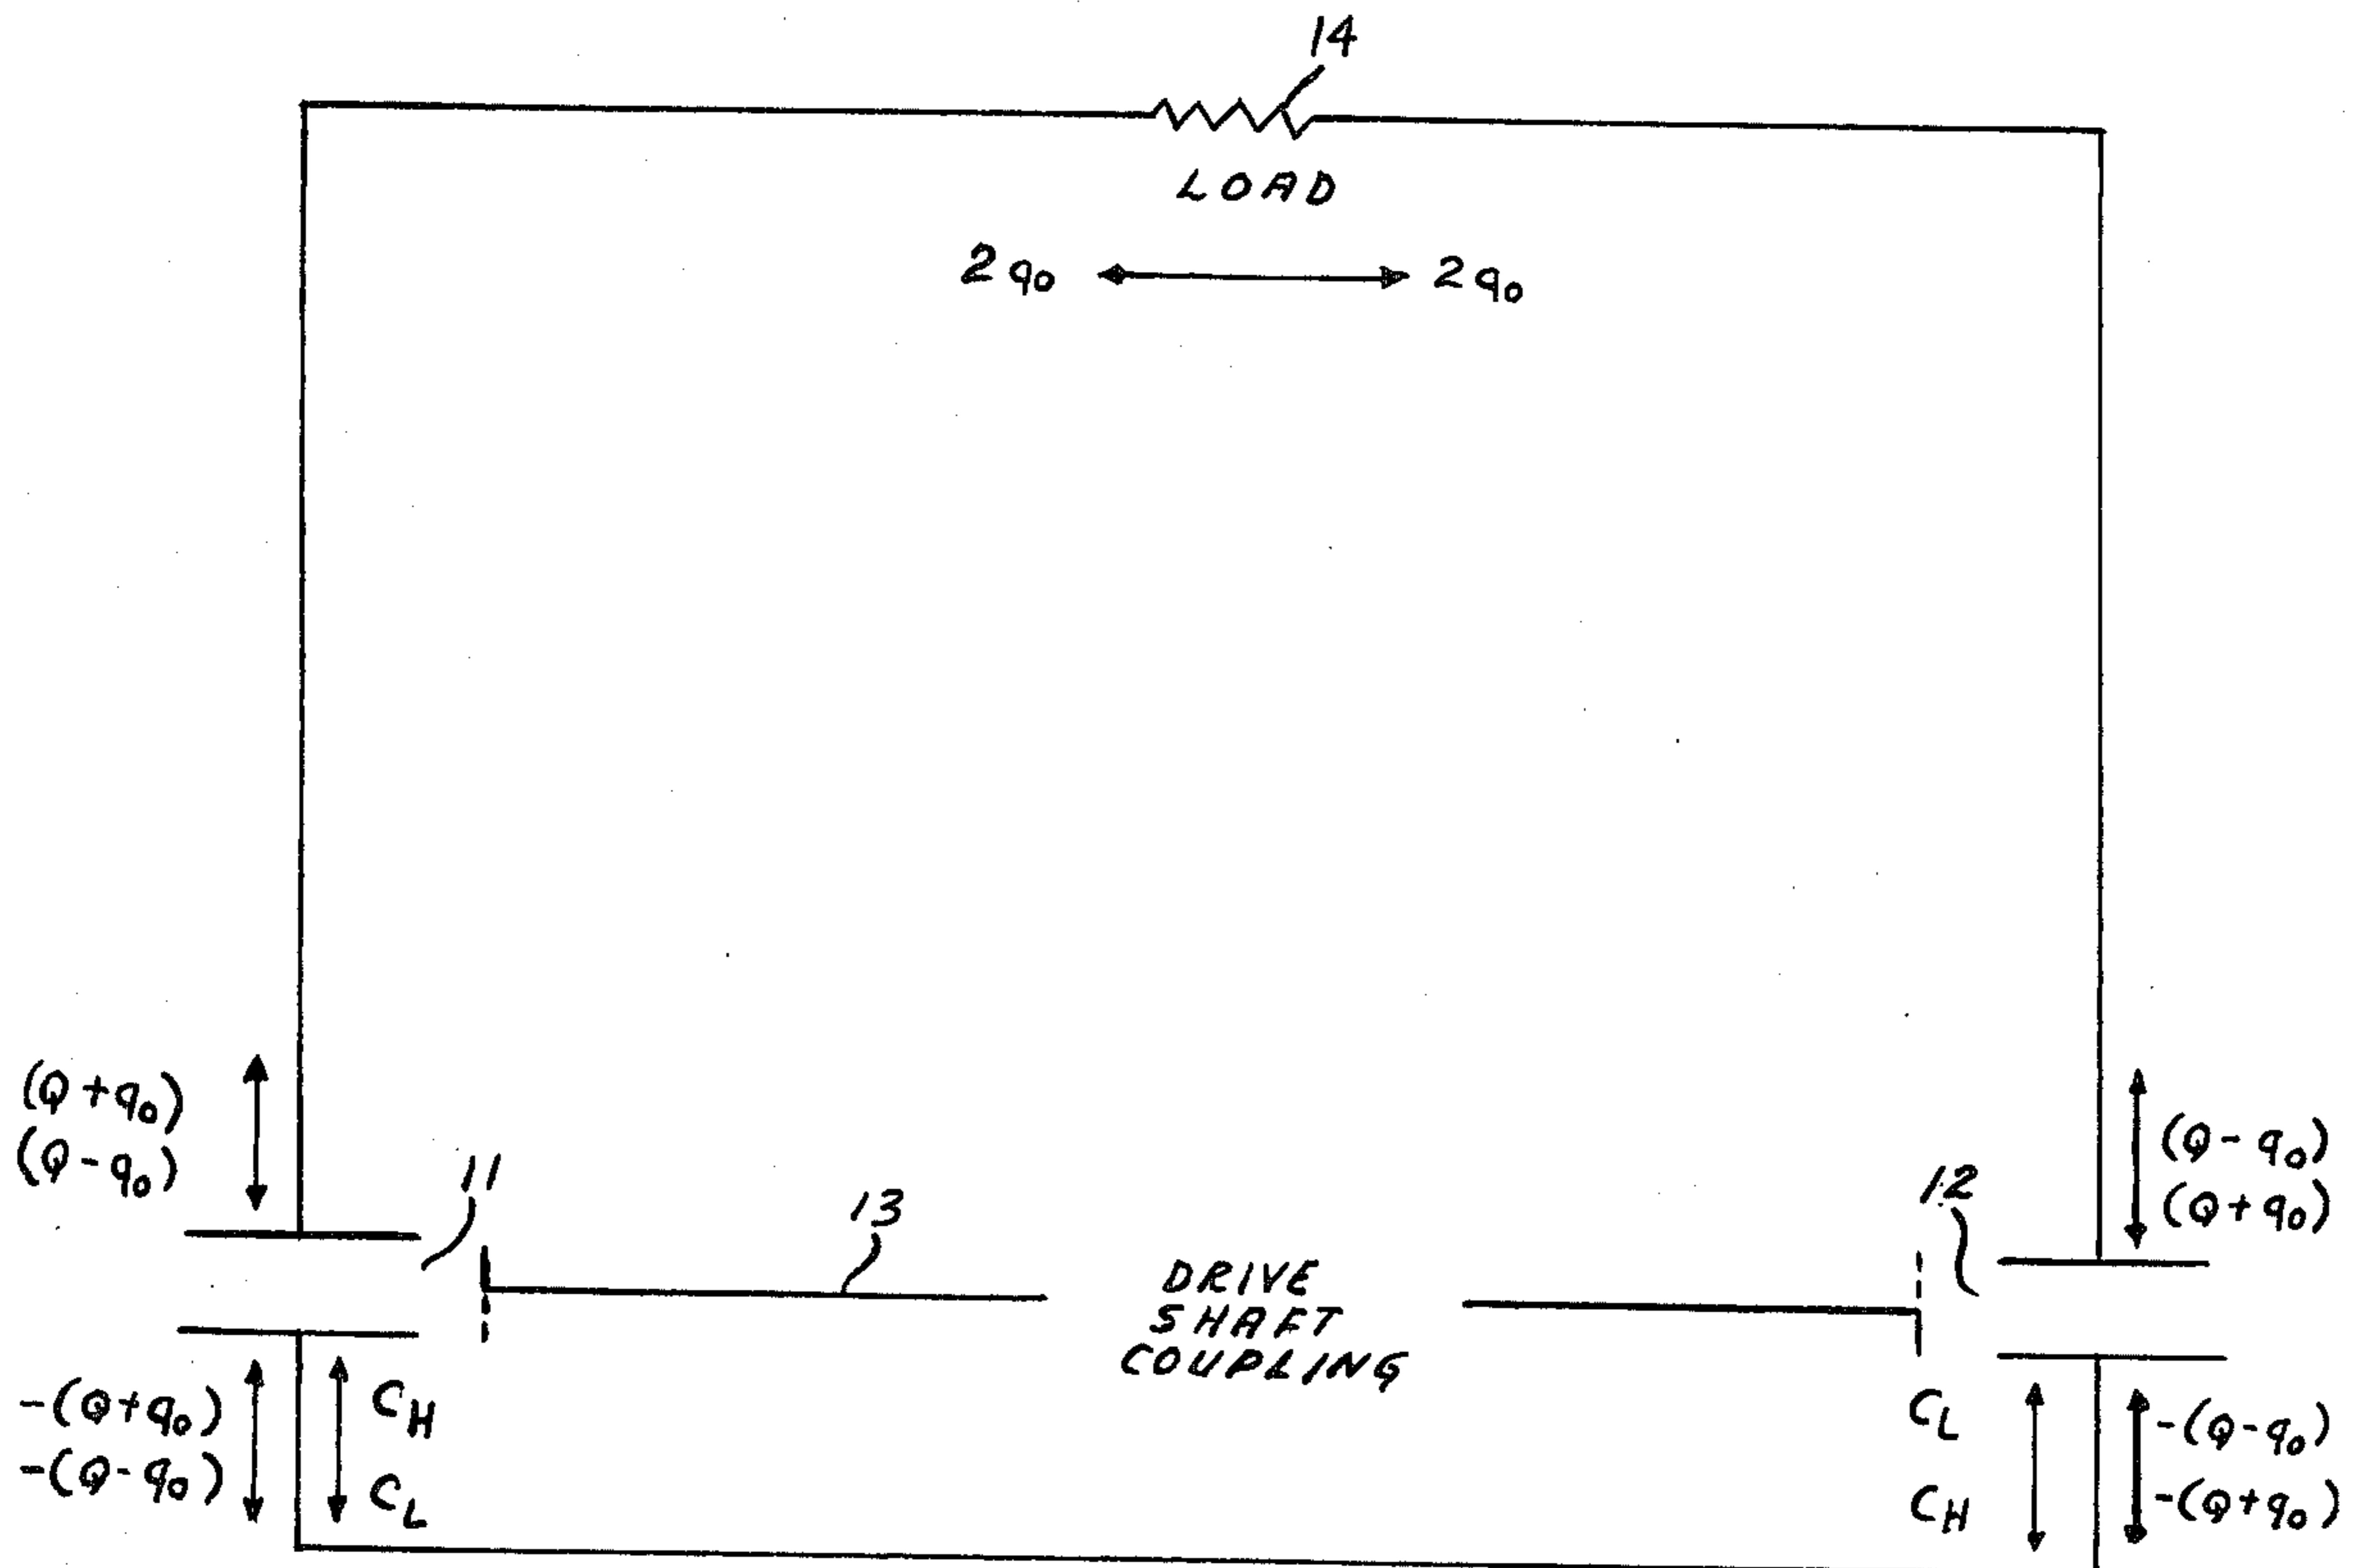 14
LOAD
2q₀ 2q₀
(Q+q₀)
(Q-q₀)
11
13
12
(Q-q₀)
(Q+q₀)
DRIVE
SHAFT
COUPLING
-(Q+q₀)
-(Q-q₀)
C_H
C_L
C_L
C_H
-(Q-q₀)
-(Q+q₀)